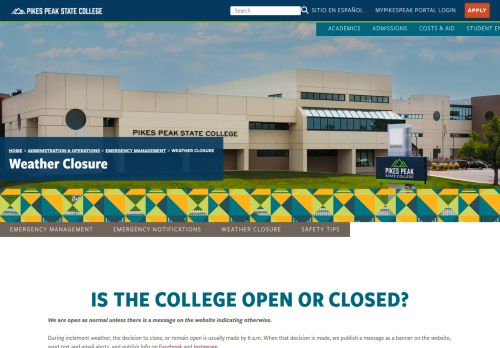 PIKES PEAK STATE COLLEGE
Search
SITIO EN ESPAÑOL
MYPIKESPEAK PORTAL LOGIN
APPLY
ACADEMICS
ADMISSIONS
COSTS & AID
STUDENT EN
PIKES PEAK STATE COLLEGE
HOME > ADMINISTRATION & OPERATIONS > EMERGENCY MANAGEMENT > WEATHER CLOSURE
Weather Closure
PIKES PEAK
STATE COLLEGE
EMERGENCY MANAGEMENT
EMERGENCY NOTIFICATIONS
WEATHER CLOSURE
SAFETY TIPS
IS THE COLLEGE OPEN OR CLOSED?
We are open as normal unless there is a message on the website indicating otherwise.
During inclement weather, the decision to close, or remain open is usually made by 6 a.m. When that decision is made, we publish a message as a banner on the website,
send text and email alerts, and publish info on Facebook and Instagram.